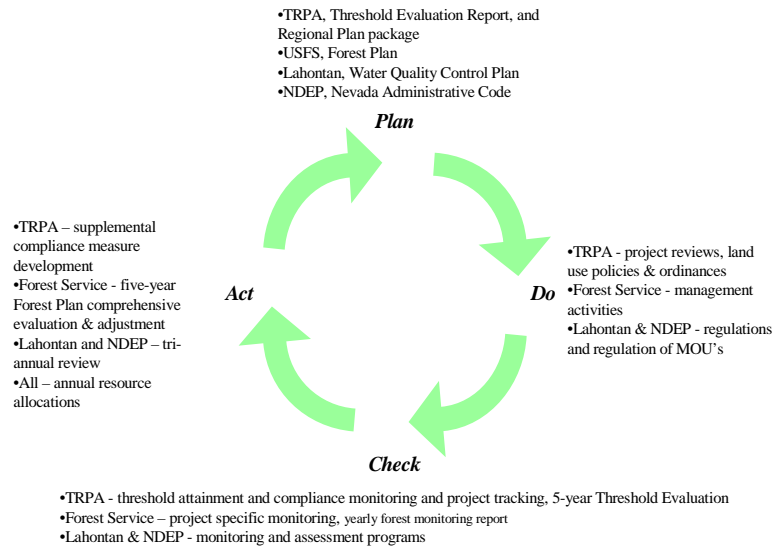 •TRPA, Threshold Evaluation Report, and
Regional Plan package
•USFS, Forest Plan
•Lahontan, Water Quality Control Plan
•NDEP, Nevada Administrative Code
Plan
•TRPA - project reviews, land
use policies & ordinances
•Forest Service - management
activities
•Lahontan & NDEP - regulations
and regulation of MOU's
Do
•TRPA – supplemental
compliance measure
development
•Forest Service - five-year
Forest Plan comprehensive
evaluation & adjustment
•Lahontan and NDEP – tri-
annual review
•All – annual resource
allocations
Act
Check
•TRPA - threshold attainment and compliance monitoring and project tracking, 5-year Threshold Evaluation
•Forest Service – project specific monitoring, yearly forest monitoring report
•Lahontan & NDEP - monitoring and assessment programs